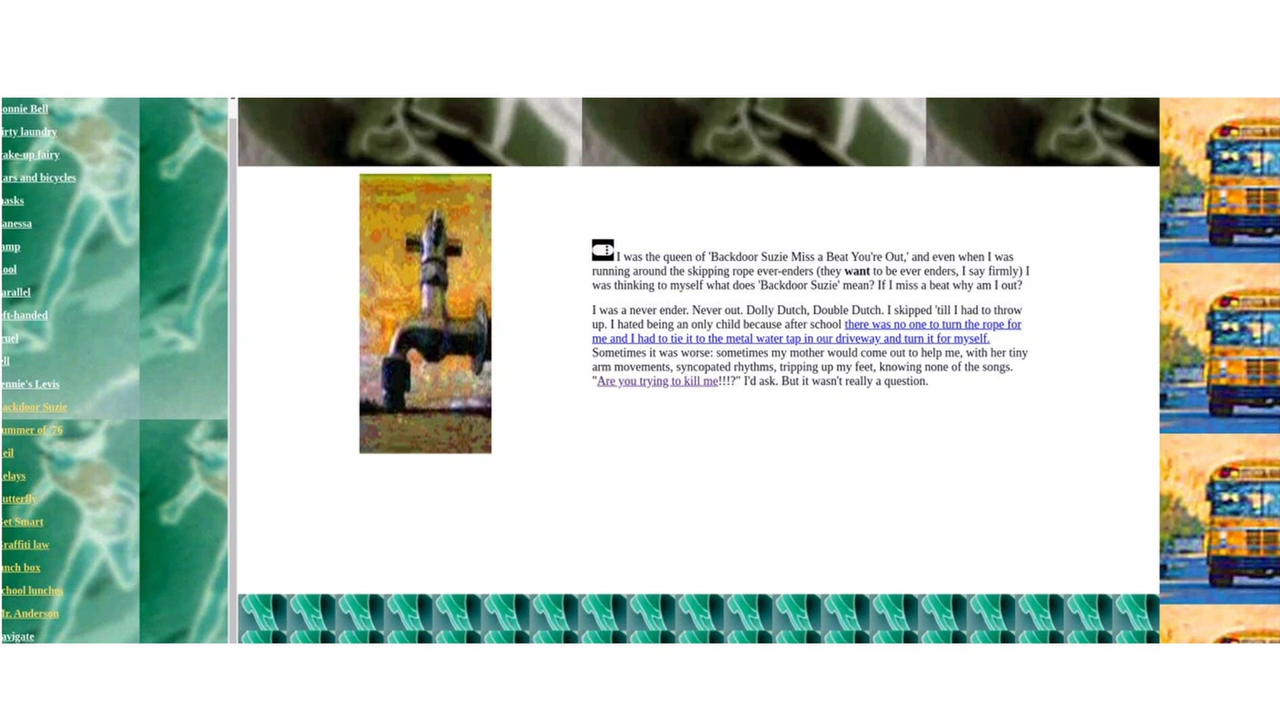 onnie Bell
irty laundry
ake-up fairy
ars and bicycles
asks
anessa
amp
ool
arallel
eft-handed
ruel
ell
ennie's Levis
ackdoor Suzie
ummer of '76
eil
elays
utterfly
et Smart
raffiti law
nch box
chool lunches
r. Anderson
avigate
I was the queen of 'Backdoor Suzie Miss a Beat You're Out,' and even when I was
running around the skipping rope ever-enders (they want to be ever enders, I say firmly) I
was thinking to myself what does 'Backdoor Suzie' mean? If I miss a beat why am I out?
I was a never ender. Never out. Dolly Dutch, Double Dutch. I skipped 'till I had to throw
up. I hated being an only child because after school there was no one to turn the rope for
me and I had to tie it to the metal water tap in our driveway and turn it for myself.
Sometimes it was worse: sometimes my mother would come out to help me, with her tiny
arm movements, syncopated rhythms, tripping up my feet, knowing none of the songs.
"Are you trying to kill me!!!?" I'd ask. But it wasn't really a question.